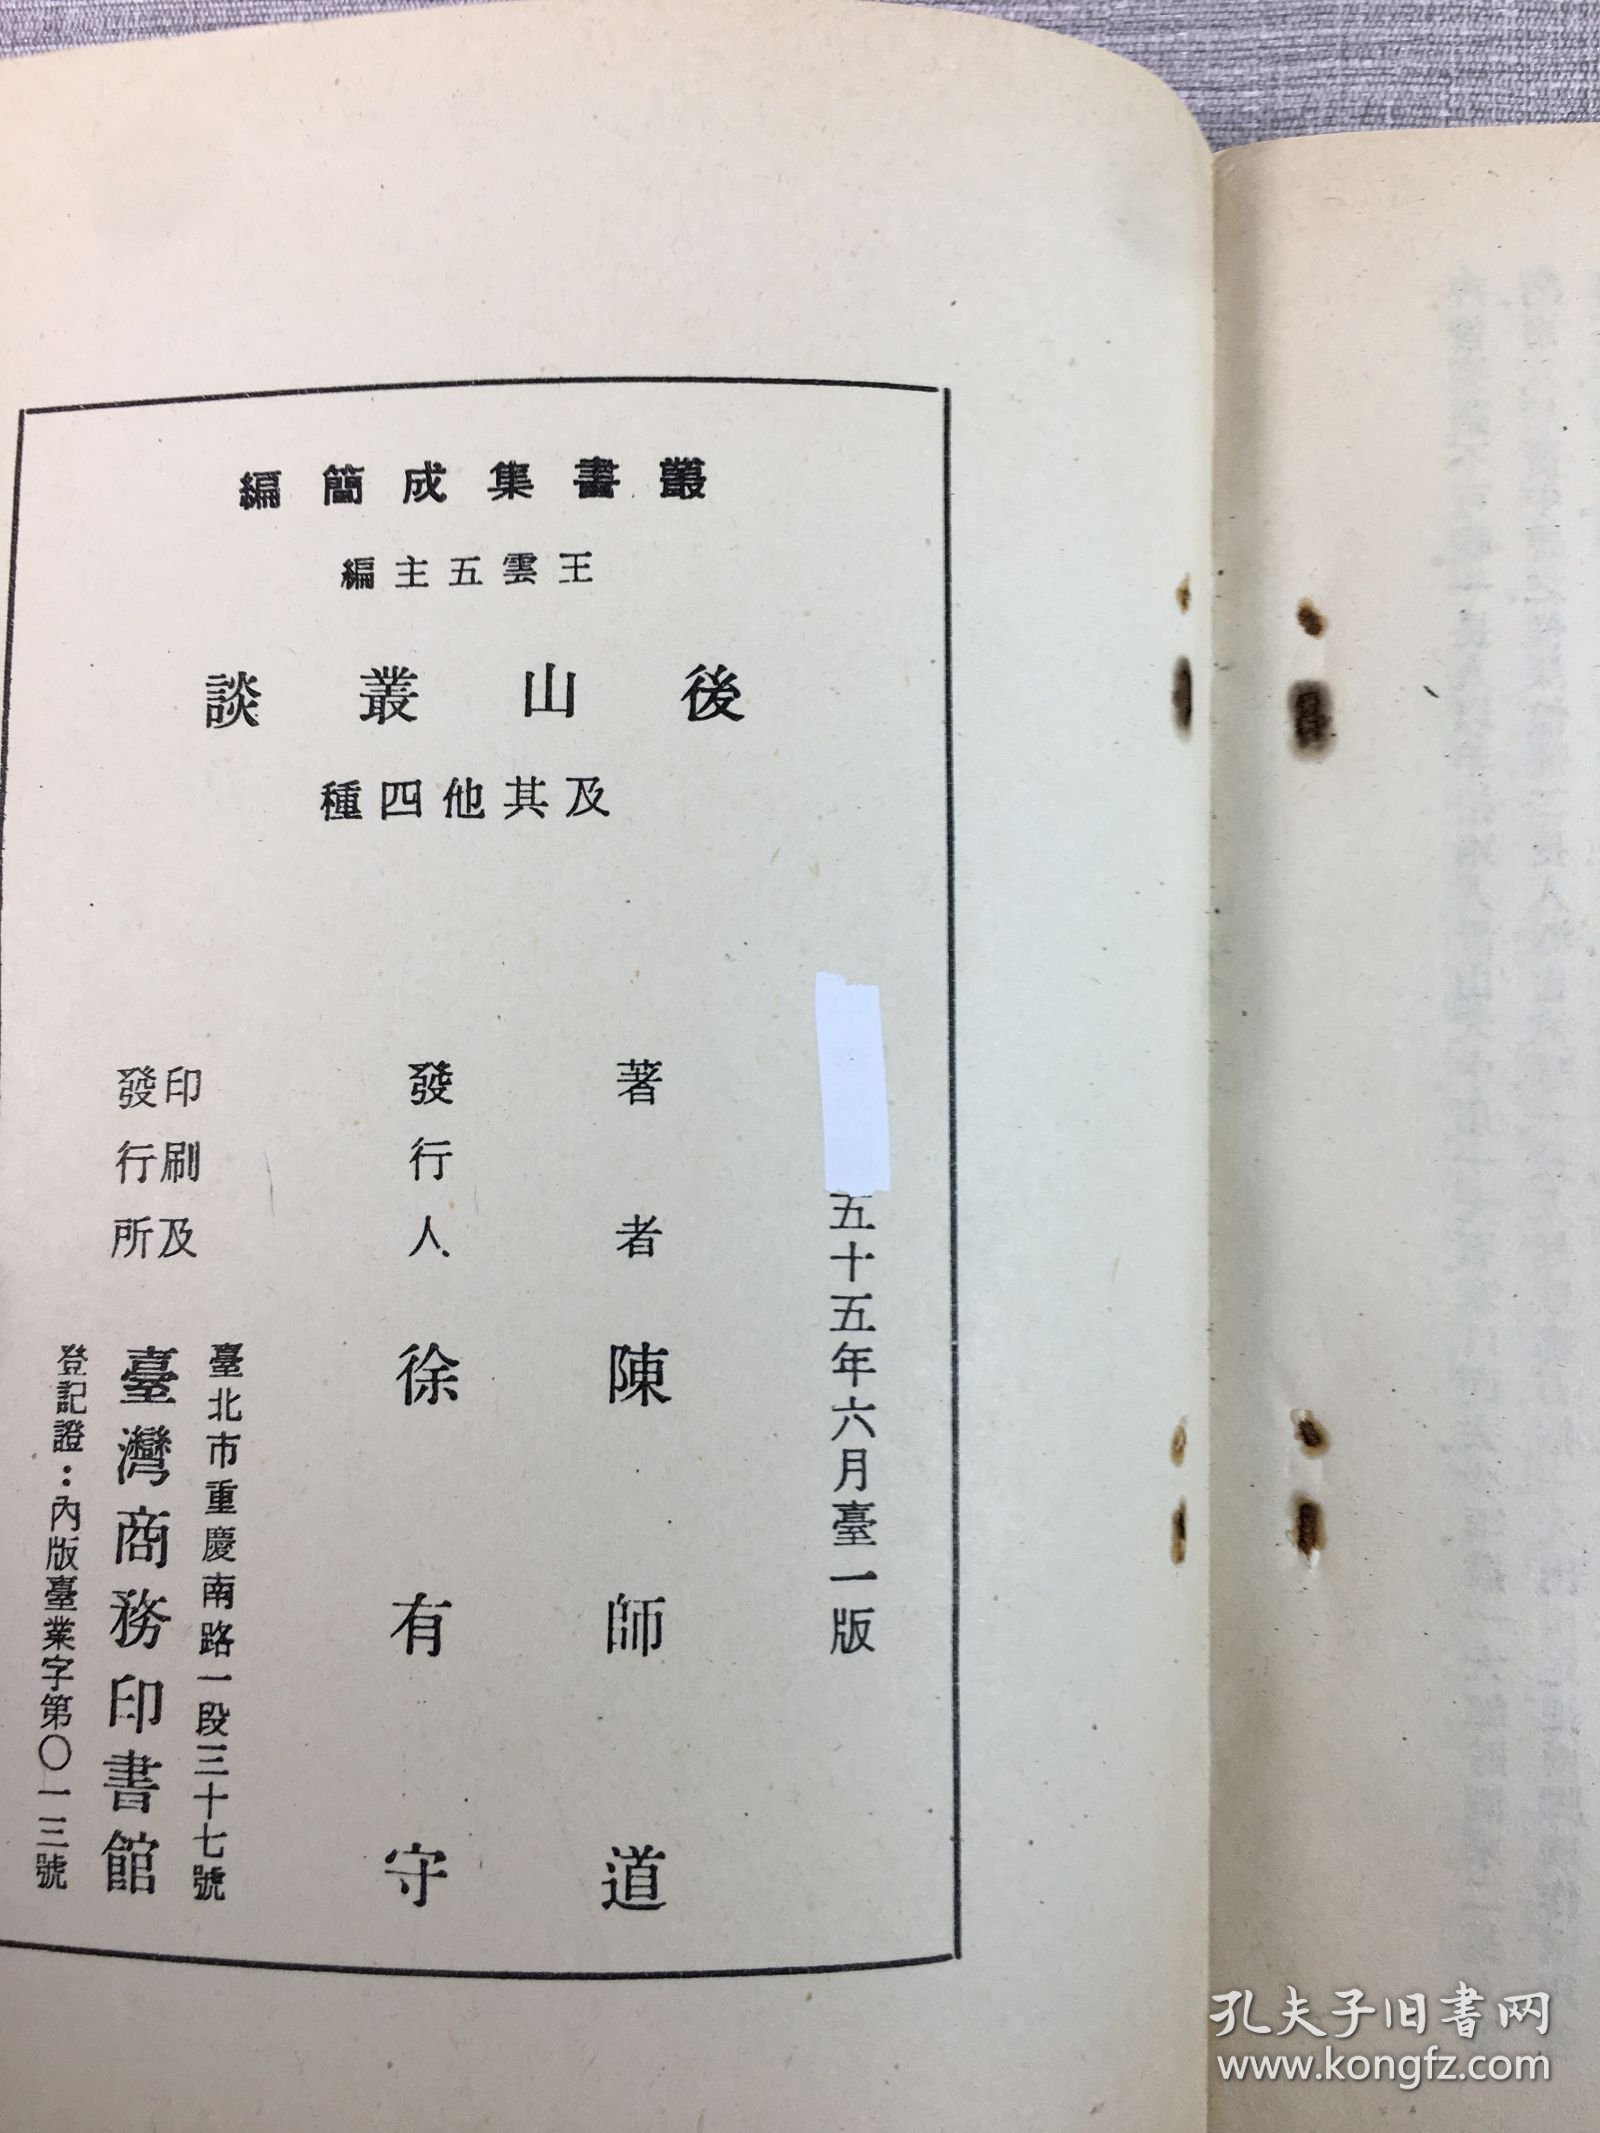 叢書集成簡編
王雲五主編
後山叢談
及其他四種
五十五年六月臺一版
著者 陳師道
發行人 徐有守
印刷及發行所
臺北市重慶南路一段三十七號
臺灣商務印書館
登記證：內版臺業字第〇一三號
孔夫子旧书网
www.kongfz.com